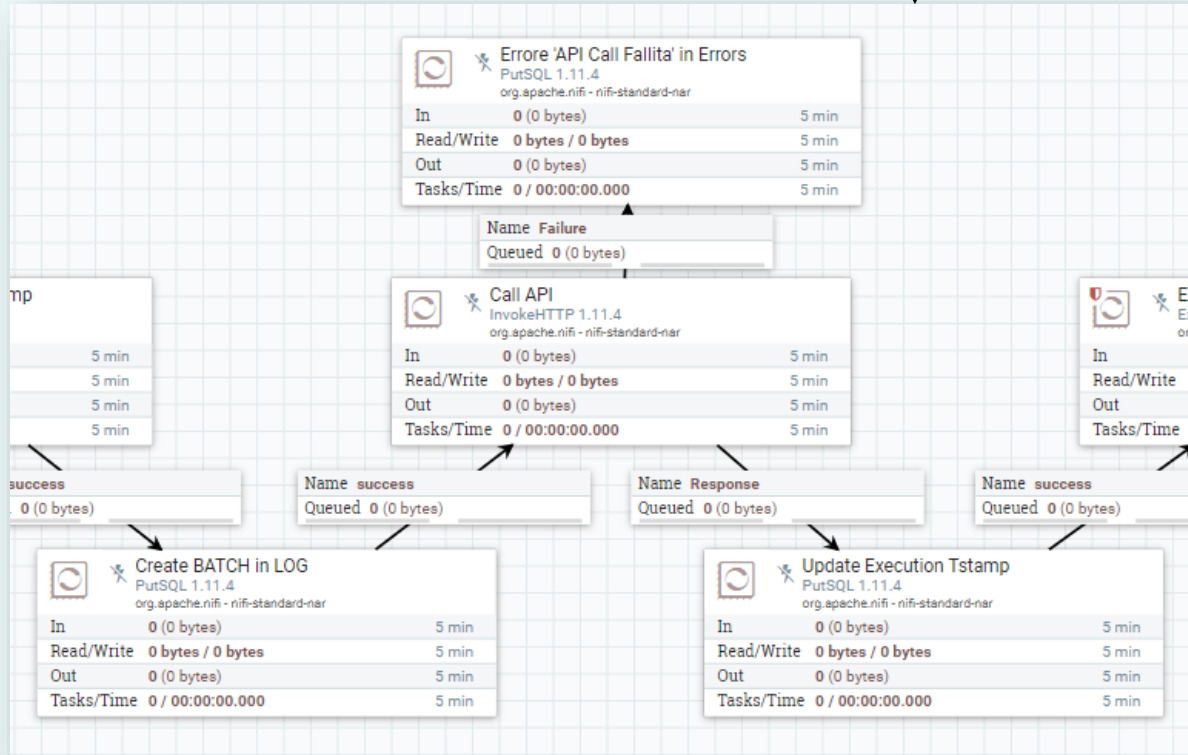 Errore 'API Call Fallita' in Errors
PutSQL 1.11.4
org.apache.nifi - nifi-standard-nar
In 0 (0 bytes) 5 min
Read/Write 0 bytes / 0 bytes 5 min
Out 0 (0 bytes) 5 min
Tasks/Time 0 / 00:00:00.000 5 min
Name Failure
Queued 0 (0 bytes)
mp
5 min
5 min
5 min
5 min
Call API
InvokeHTTP 1.11.4
org.apache.nifi - nifi-standard-nar
In 0 (0 bytes) 5 min
Read/Write 0 bytes / 0 bytes 5 min
Out 0 (0 bytes) 5 min
Tasks/Time 0 / 00:00:00.000 5 min
E
E
or
In
Read/Write
Out
Tasks/Time
success
0 (0 bytes)
Name success
Queued 0 (0 bytes)
Name Response
Queued 0 (0 bytes)
Name success
Queued 0 (0 bytes)
Create BATCH in LOG
PutSQL 1.11.4
org.apache.nifi - nifi-standard-nar
In 0 (0 bytes) 5 min
Read/Write 0 bytes / 0 bytes 5 min
Out 0 (0 bytes) 5 min
Tasks/Time 0 / 00:00:00.000 5 min
Update Execution Tstamp
PutSQL 1.11.4
org.apache.nifi - nifi-standard-nar
In 0 (0 bytes) 5 min
Read/Write 0 bytes / 0 bytes 5 min
Out 0 (0 bytes) 5 min
Tasks/Time 0 / 00:00:00.000 5 min